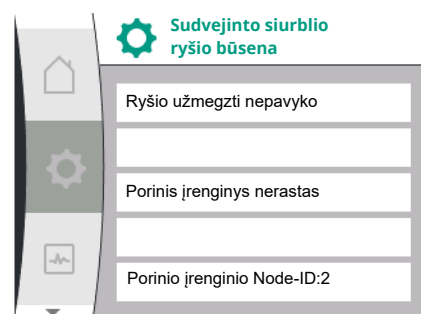 Sudvejinto siurblio
ryšio būsena
Ryšio užmegzti nepavyko
Porinis įrenginys nerastas
Porinio įrenginio Node-ID:2